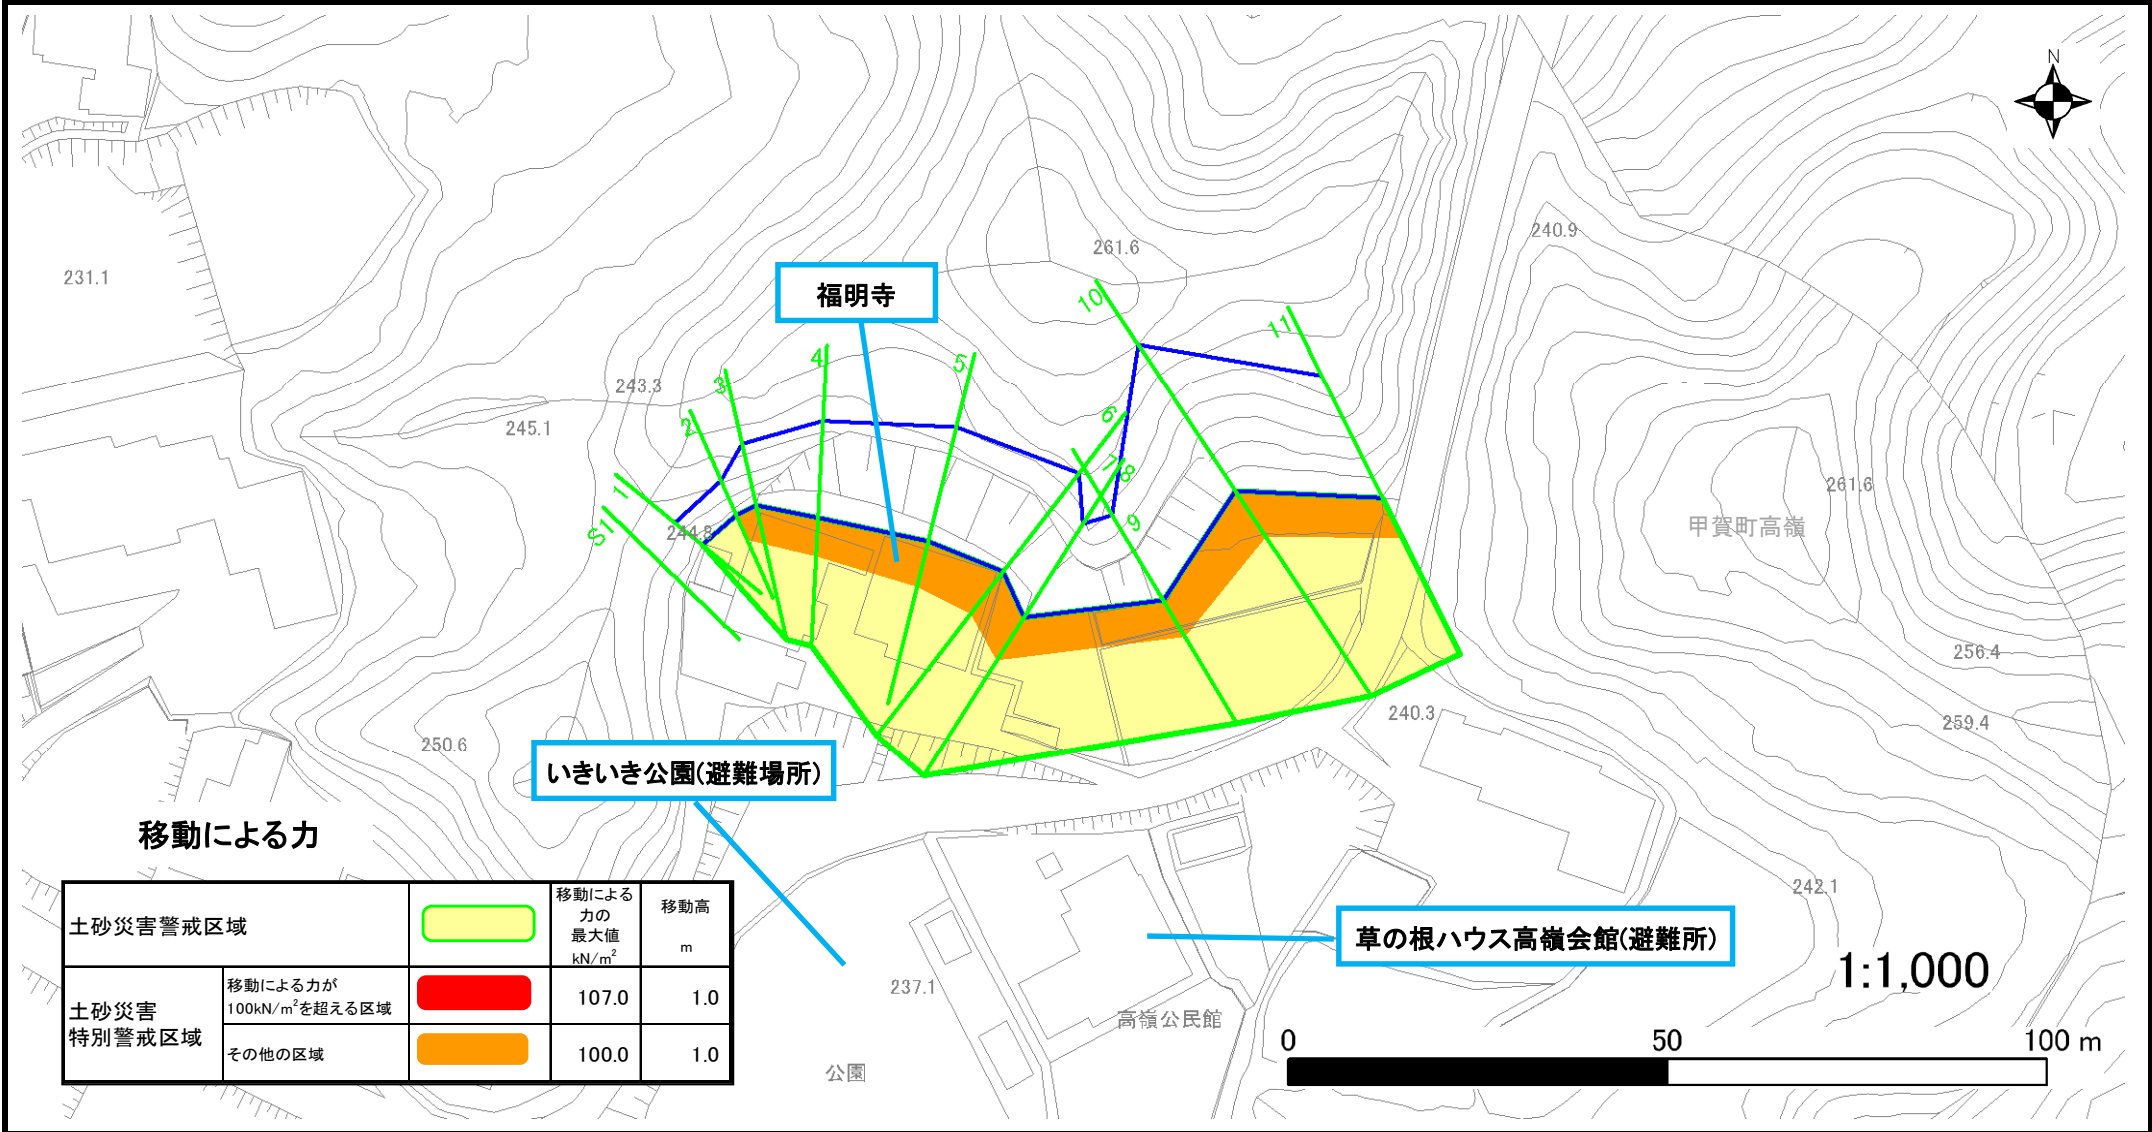 N
261.6
240.9
231.1
福明寺
10
11
4
5
3
243.3
2
6
245.1
7
8
1
9
S1
244.8
261.6
甲賀町高嶺
256.4
240.3
259.4
250.6
いきいき公園(避難場所)
移動による力
242.1
草の根ハウス高嶺会館(避難所)
237.1
高嶺公民館
公園
1:1,000
0 50 100 m
土砂災害警戒区域
移動による
力の
最大値
kN/m²
移動高
m
土砂災害
特別警戒区域
移動による力が
100kN/m²を超える区域
107.0 1.0
その他の区域
100.0 1.0